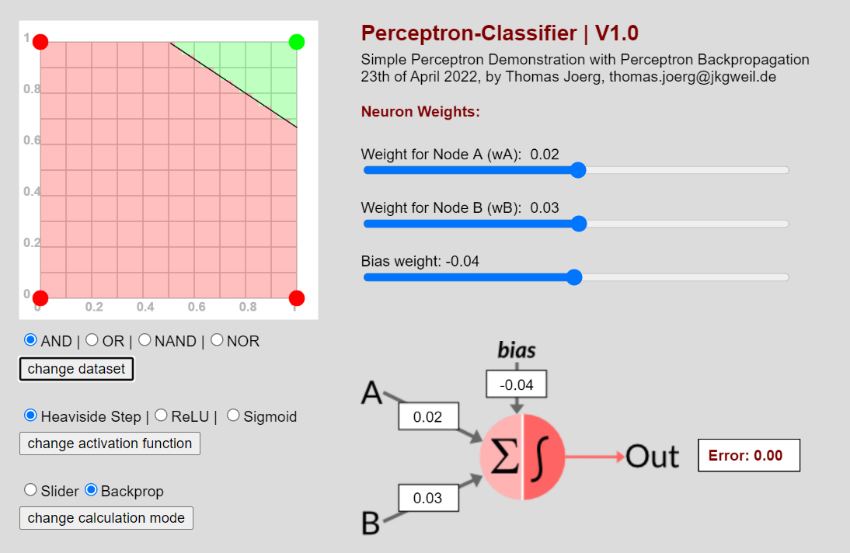 Perceptron-Classifier | V1.0
Simple Perceptron Demonstration with Perceptron Backpropagation
23th of April 2022, by Thomas Joerg, thomas.joerg@jkgweil.de
Neuron Weights:
Weight for Node A (wA): 0.02
Weight for Node B (wB): 0.03
Bias weight: -0.04
1
0.8
0.6
0.4
0.2
0
0 0.2 0.4 0.6 0.8 1
AND | OR | NAND | NOR
change dataset
Heaviside Step | ReLU | Sigmoid
change activation function
Slider Backprop
change calculation mode
bias
-0.04
A
0.02
Σ ∫
Out
Error: 0.00
0.03
B